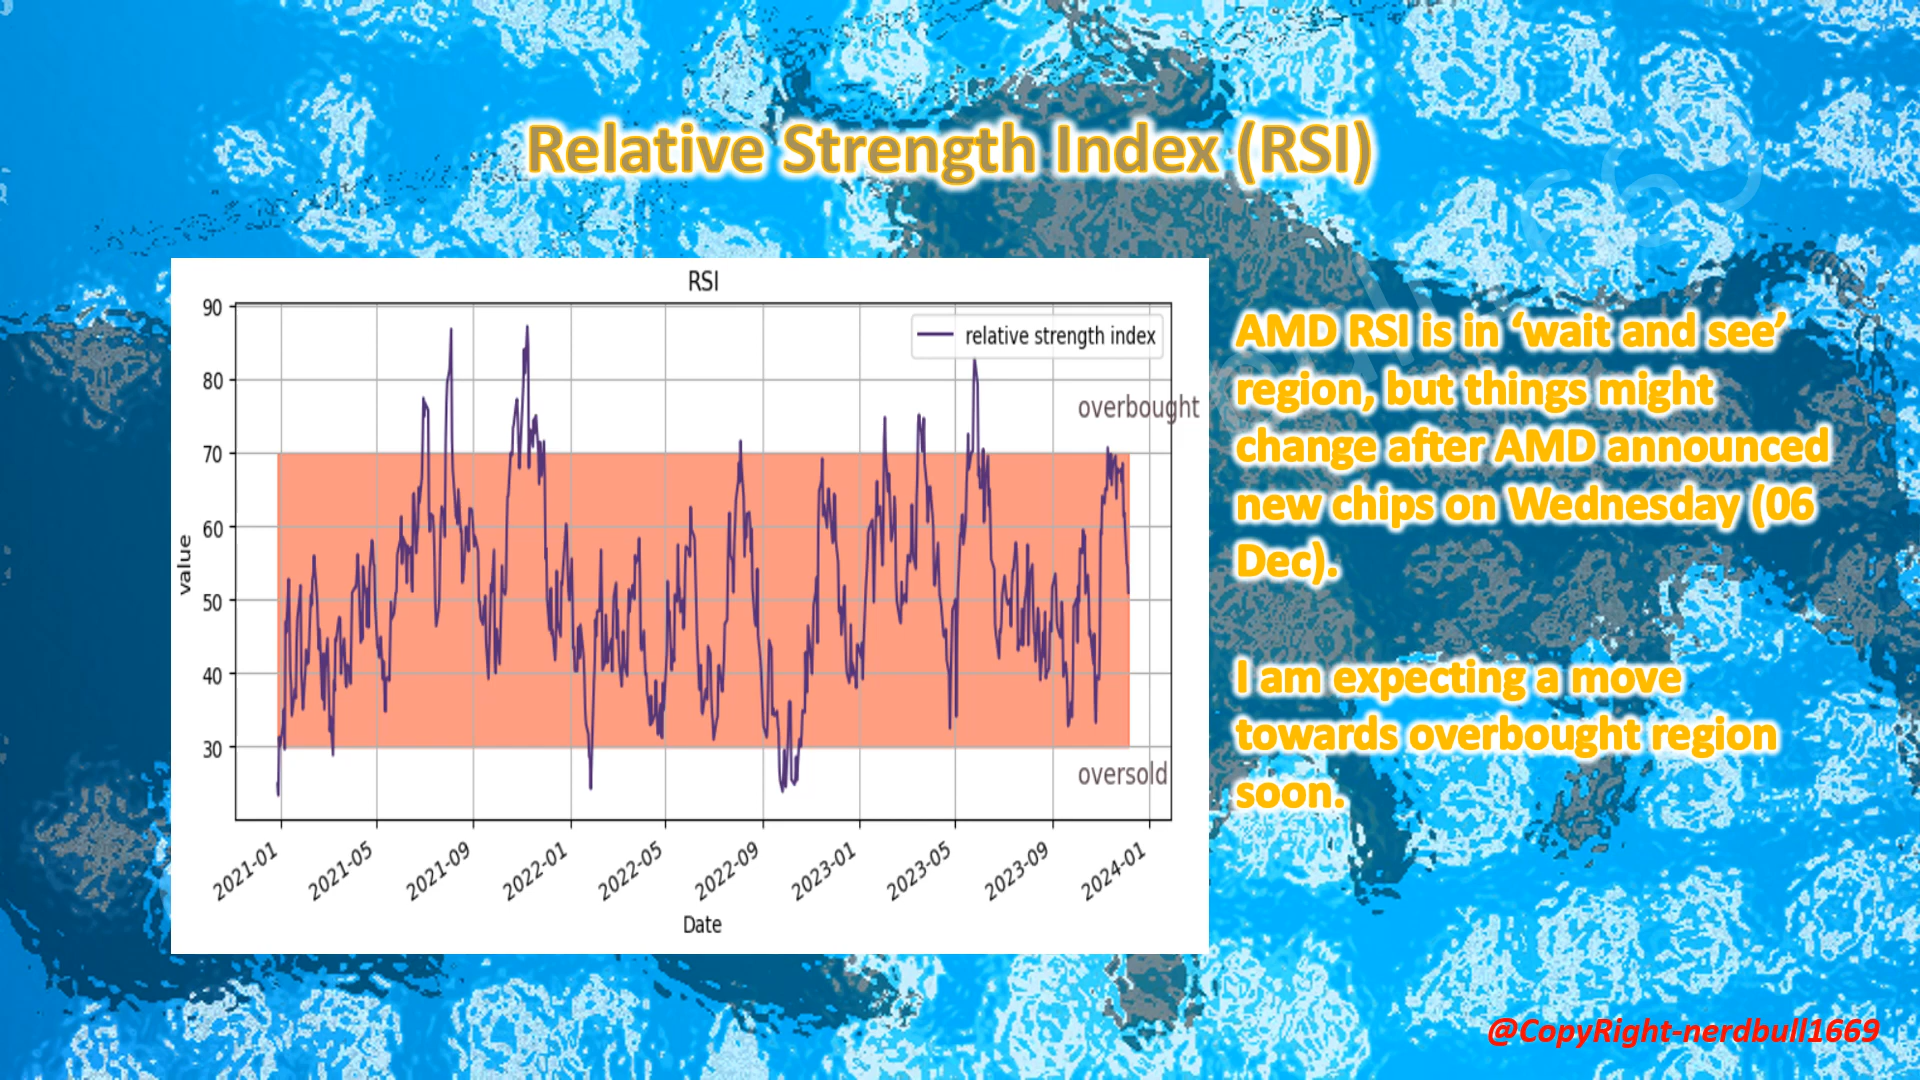 Relative Strength Index (RSI)
RSI
90
80
70
60
50
40
30
value
relative strength index
overbought
oversold
2021-01
2021-05
2021-09
2022-01
2022-05
2022-09
2023-01
2023-05
2023-09
2024-01
Date
AMD RSI is in ‘wait and see’
region, but things might
change after AMD announced
new chips on Wednesday (06
Dec).
I am expecting a move
towards overbought region
soon.
@CopyRight-nerdbull1669